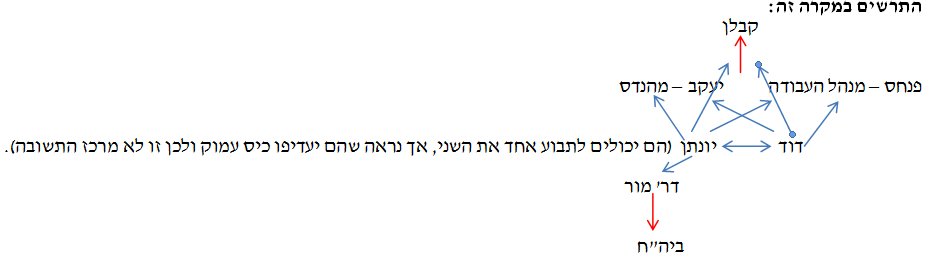 התרשים במקרה זה:
קבלן
פנחס – מנהל העבודה יעקב – מהנדס
דוד יונתן (הם יכולים לתבוע אחד את השני, אך נראה שהם יעדיפו כיס עמוק ולכן זו לא מרכז התשובה).
דר' מור
ביה"ח